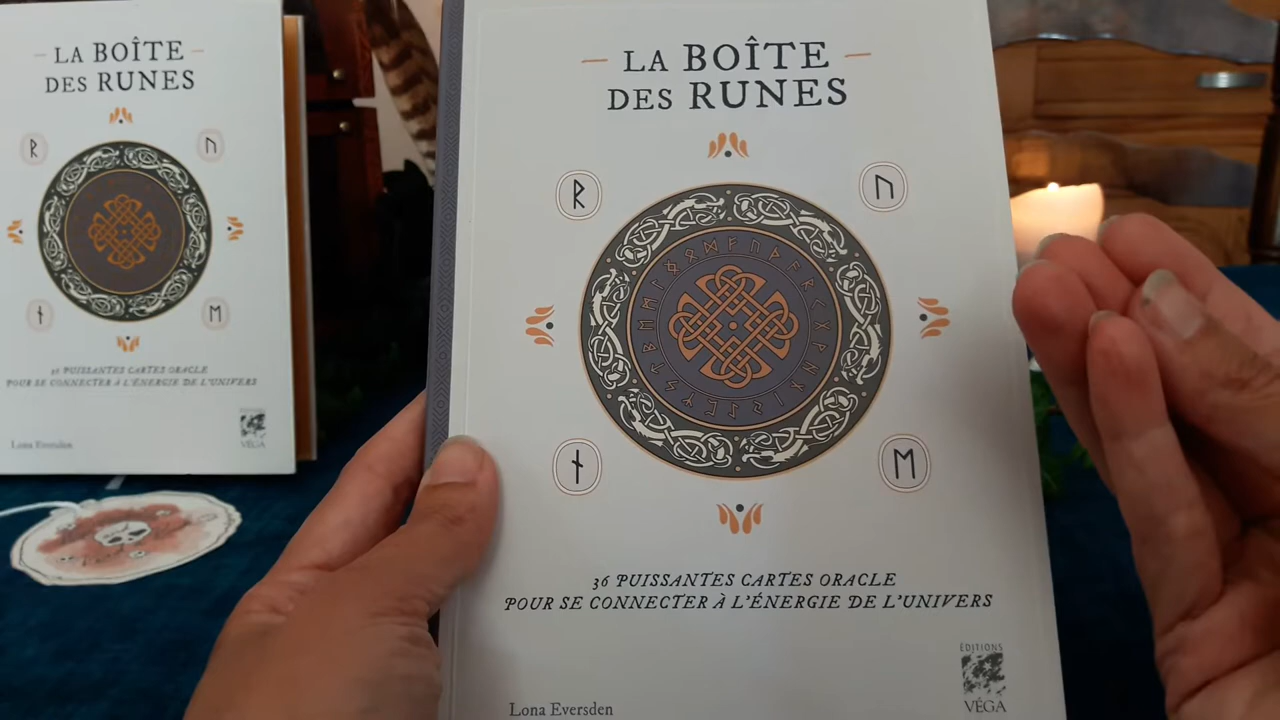 – LA BOÎTE –
DES RUNES
ᚱ
ᚢ
ᚾ
ᛖ
36 PUISSANTES CARTES ORACLE
POUR SE CONNECTER À L'ÉNERGIE DE L'UNIVERS
Lona Eversden
VÉGA
– LA BOÎTE –
DES RUNES
ᚱ
ᚢ
ᚾ
ᛖ
36 PUISSANTES CARTES ORACLE
POUR SE CONNECTER À L'ÉNERGIE DE L'UNIVERS
Lona Eversden
ÉDITIONS
VÉGA